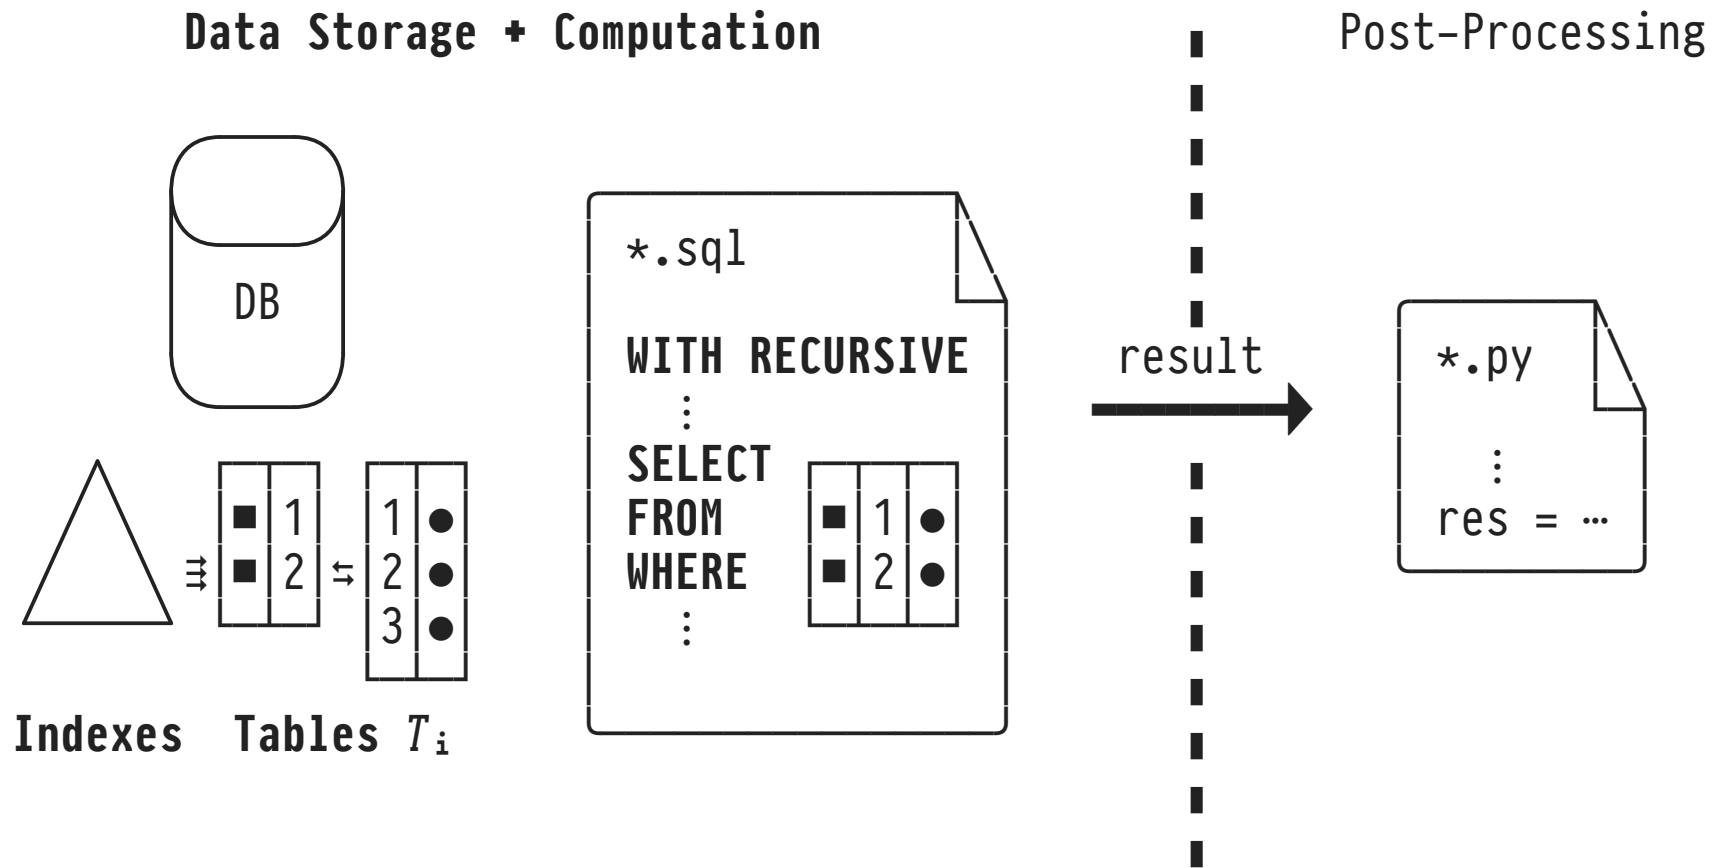 Data Storage + Computation
Post-Processing
DB
*.sql
WITH RECURSIVE
⋮
SELECT
FROM
WHERE
⋮
■ 1
■ 2
1 ●
2 ●
3 ●
■ 1 ●
■ 2 ●
Indexes
Tables Tᵢ
result
*.py
⋮
res = ⋯